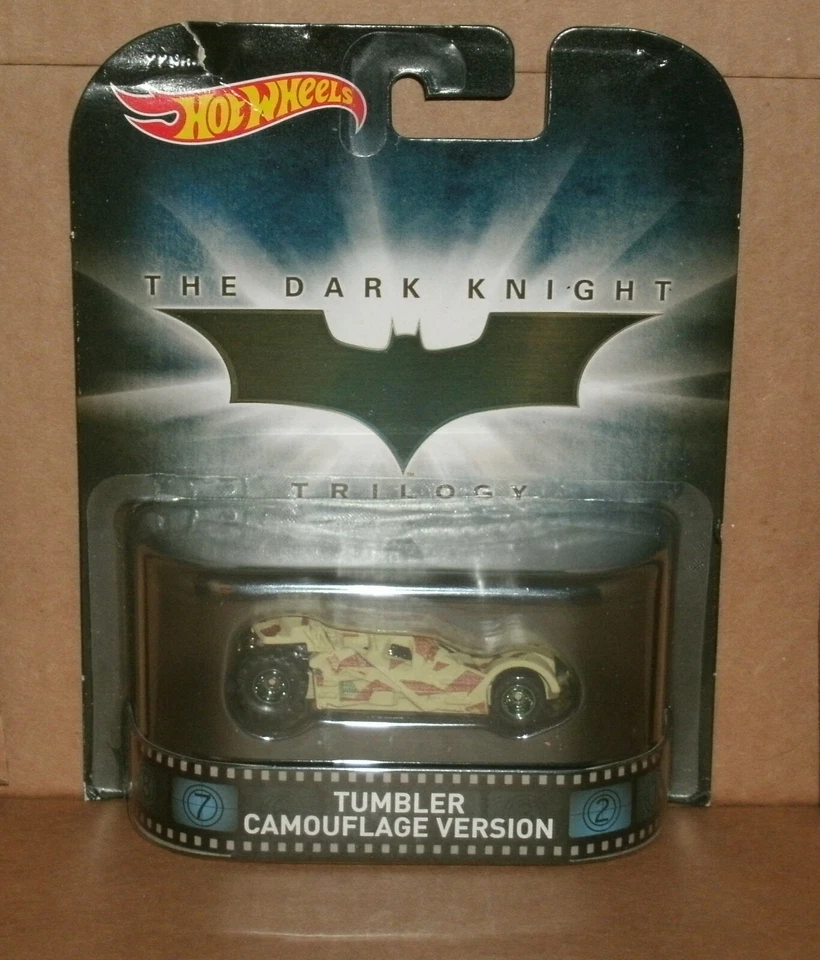 HOT WHEELS
THE DARK KNIGHT
TRILOGY
7
TUMBLER
CAMOUFLAGE VERSION
2